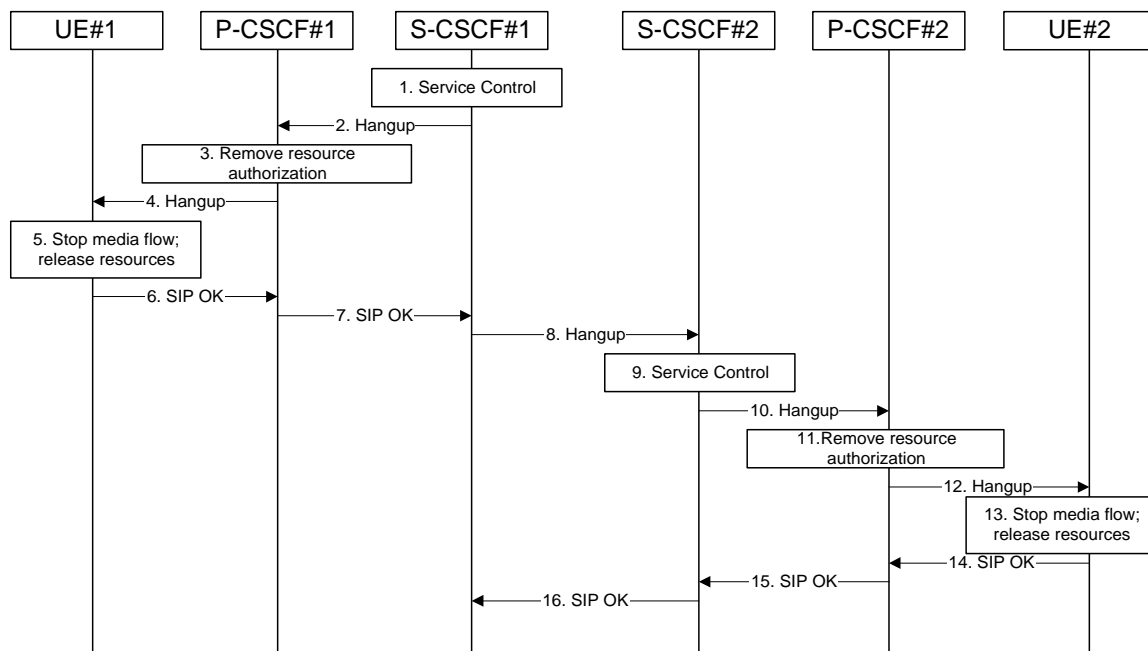 UE#1
P-CSCF#1
S-CSCF#1
S-CSCF#2
P-CSCF#2
UE#2
1. Service Control
2. Hangup
3. Remove resource
authorization
4. Hangup
5. Stop media flow;
release resources
6. SIP OK
7. SIP OK
8. Hangup
9. Service Control
10. Hangup
11.Remove resource
authorization
12. Hangup
13. Stop media flow;
release resources
14. SIP OK
15. SIP OK
16. SIP OK